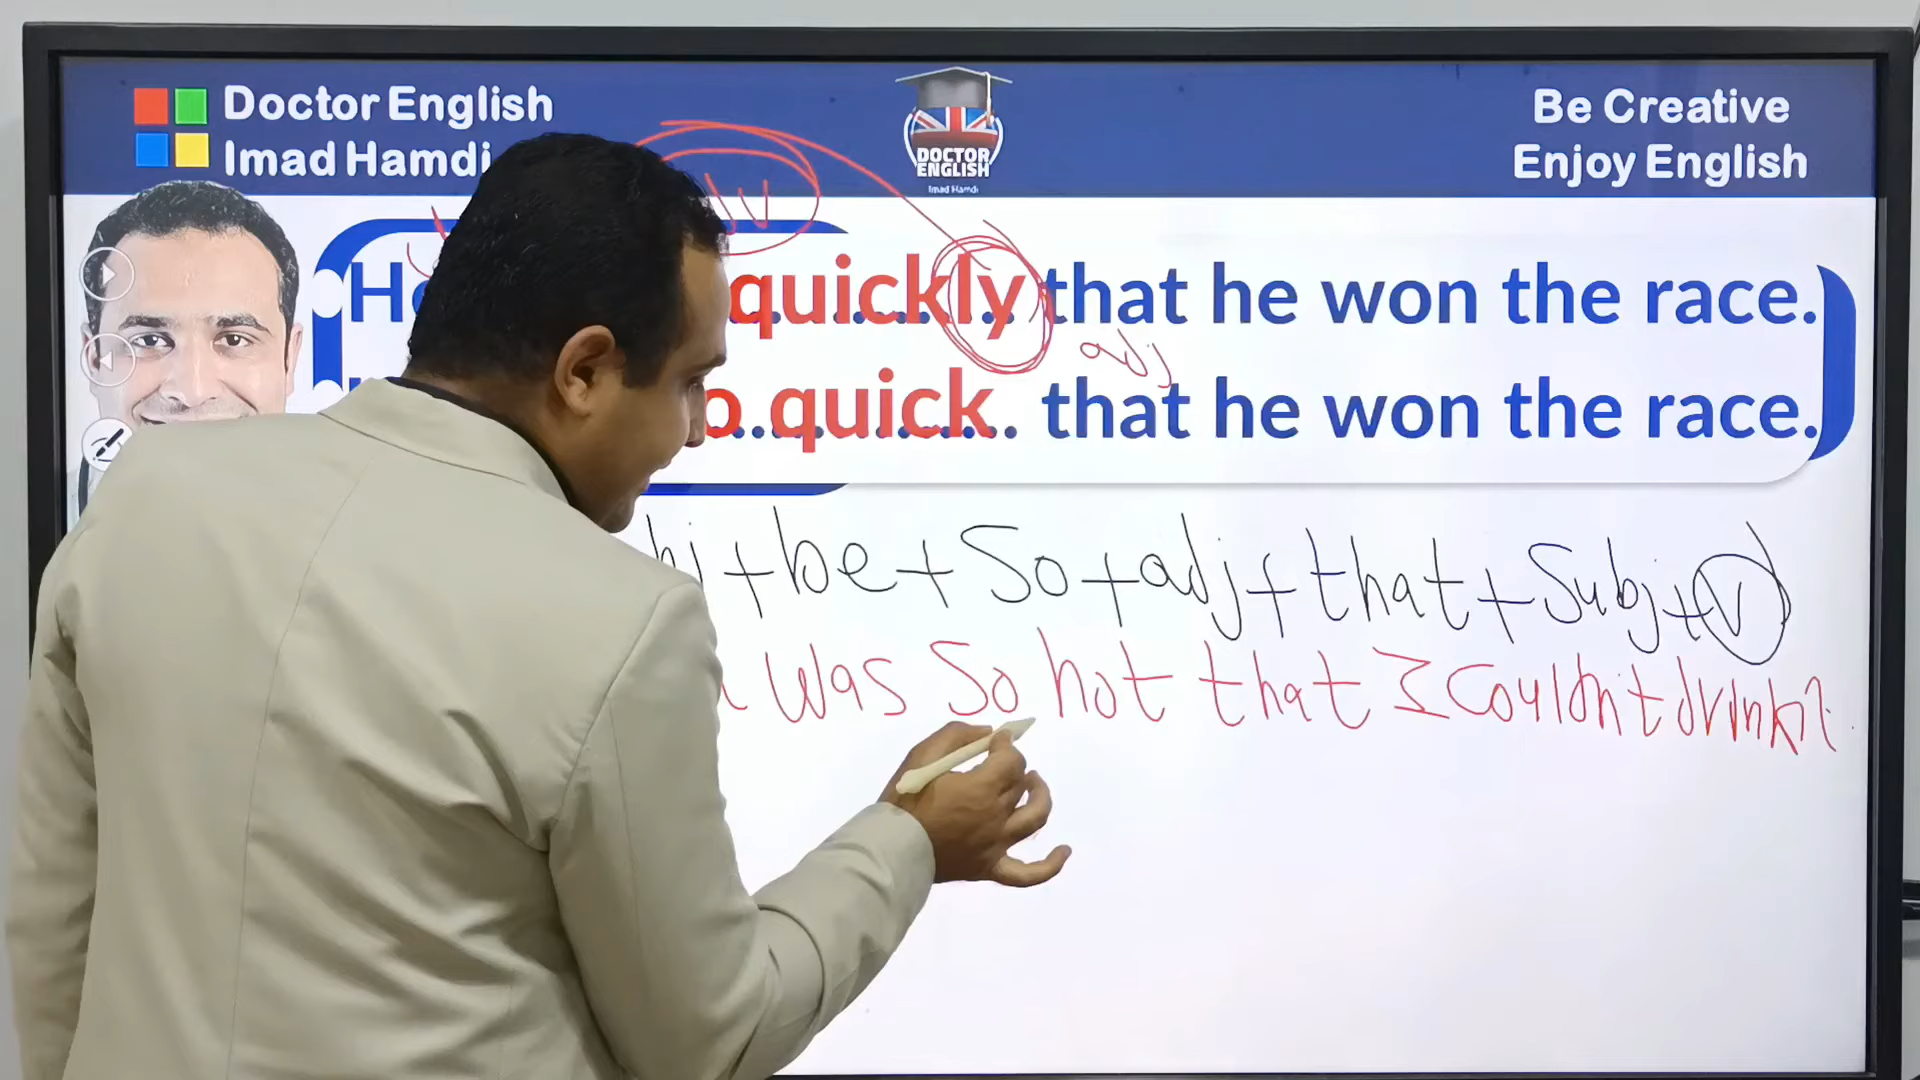 Doctor English
Imad Hamdi
DOCTOR
ENGLISH
Imad Hamdi
Be Creative
Enjoy English
quickly that he won the race.
adj
quick. that he won the race.
+ be + So + adj + that + Subj + V
was So hot that I couldn't drink it.